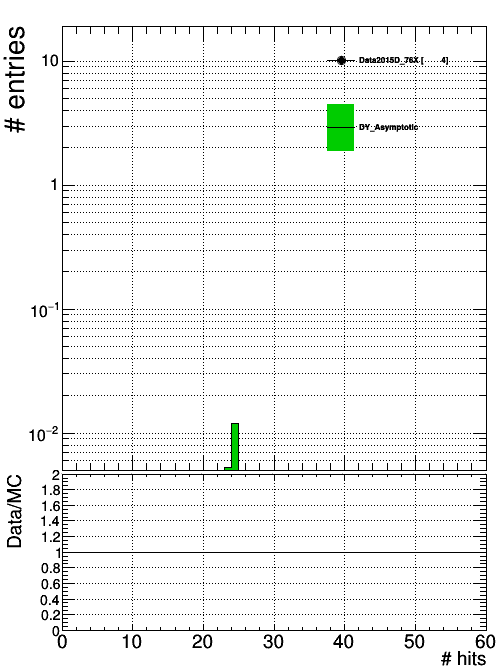 # entries
10
Data2015D_76X [ 4]
DY_Asymptotic
1
10⁻¹
10⁻²
Data/MC
2
1.8
1.6
1.4
1.2
1
0.8
0.6
0.4
0.2
0
0 10 20 30 40 50 60
# hits